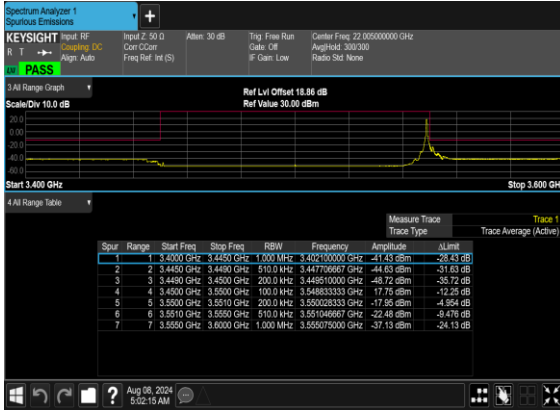 Spectrum Analyzer 1
Spurious Emissions
+
KEYSIGHT Input: RF Input Z: 50 Ω Atten: 30 dB Trig: Free Run Center Freq: 22.005000000 GHz
R T Coupling: DC Corr CCorr Gate: Off Avg|Hold: 300/300
Align: Auto Freq Ref: Int (S) IF Gain: Low Radio Std: None
PASS
3 All Range Graph
Ref Lvl Offset 18.86 dB
Scale/Div 10.0 dB Ref Value 30.00 dBm
20.0
0.00
-20.0
-40.0
-60.0
Start 3.400 GHz Stop 3.600 GH
4 All Range Table
Measure Trace Trace 1
Trace Type Trace Average (Active)
Spur Range Start Freq Stop Freq RBW Frequency Amplitude ΔLimit
1 1 3.4000 GHz 3.4450 GHz 1.000 MHz 3.402100000 GHz -41.43 dBm -28.43 dB
2 2 3.4450 GHz 3.4490 GHz 510.0 kHz 3.447706667 GHz -44.63 dBm -31.63 dB
3 3 3.4490 GHz 3.4500 GHz 200.0 kHz 3.449510000 GHz -48.72 dBm -35.72 dB
4 4 3.4500 GHz 3.5500 GHz 100.0 kHz 3.548833333 GHz 17.75 dBm -12.25 dB
5 5 3.5500 GHz 3.5510 GHz 200.0 kHz 3.550028333 GHz -17.95 dBm -4.954 dB
6 6 3.5510 GHz 3.5550 GHz 510.0 kHz 3.551046667 GHz -22.48 dBm -9.476 dB
7 7 3.5550 GHz 3.6000 GHz 1.000 MHz 3.555075000 GHz -37.13 dBm -24.13 dB
? Aug 08, 2024
5:02:15 AM